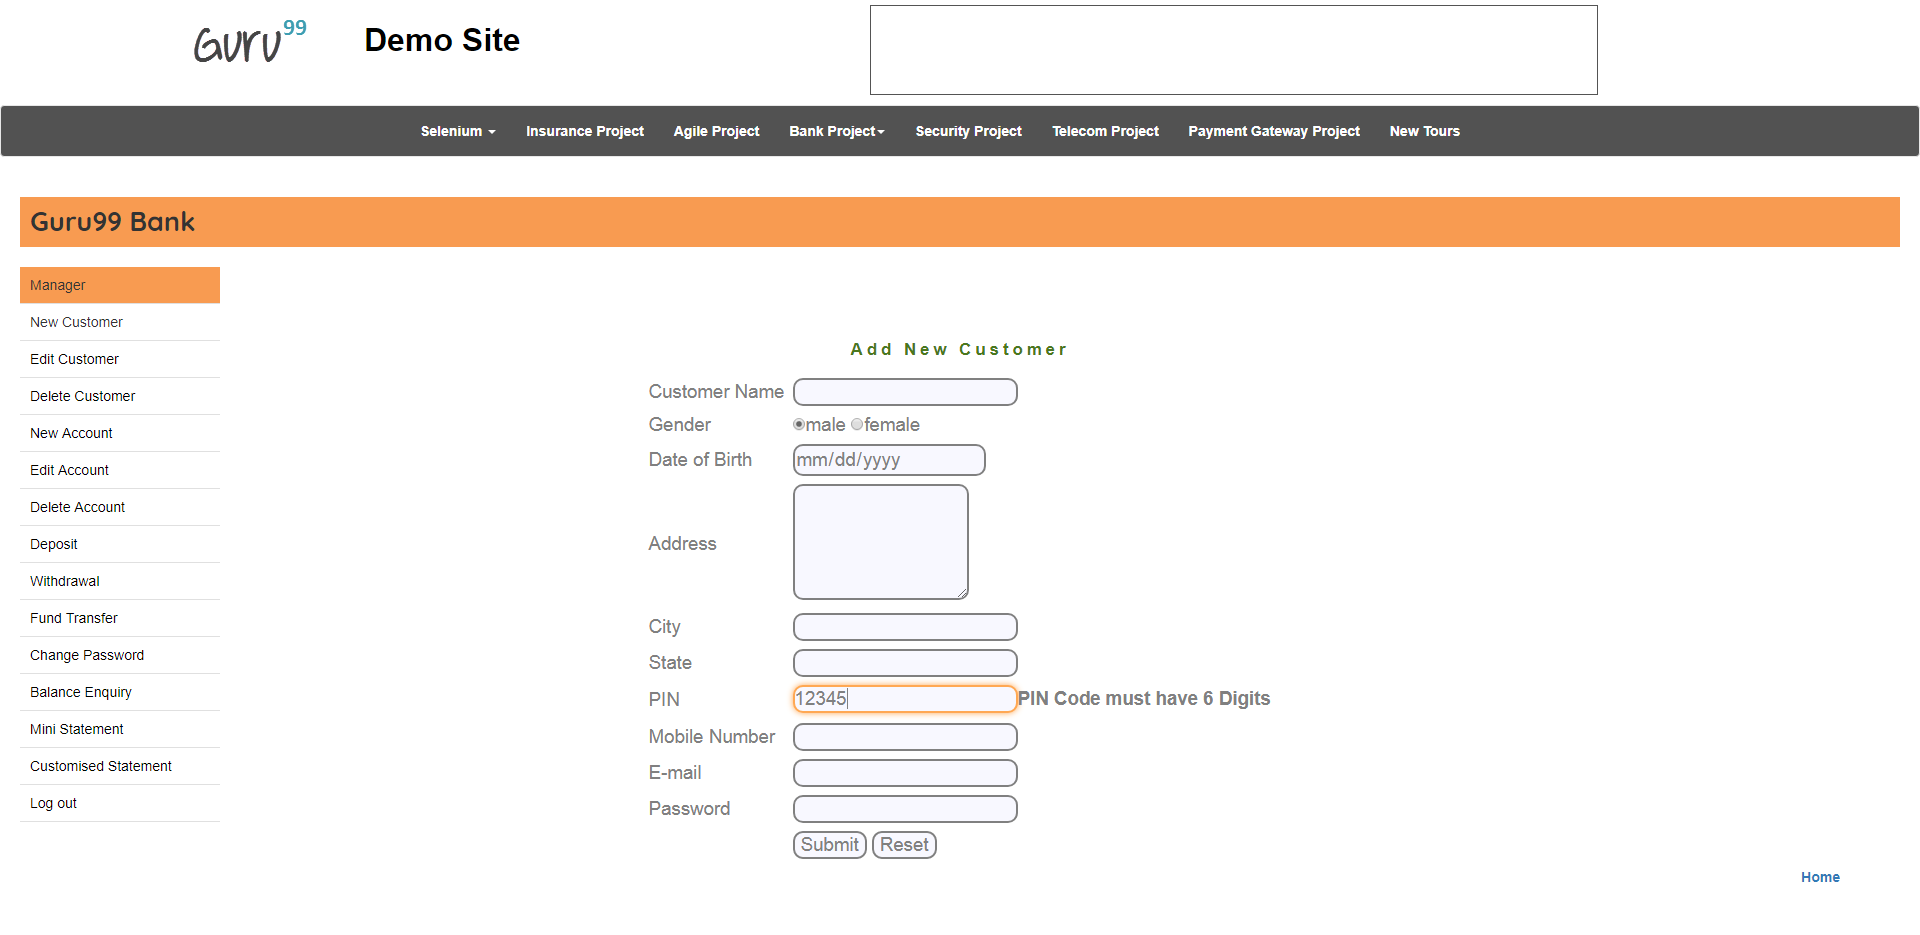 Guru99
Demo Site
Selenium Insurance Project Agile Project Bank Project Security Project Telecom Project Payment Gateway Project New Tours
Guru99 Bank
Manager
New Customer
Edit Customer
Delete Customer
New Account
Edit Account
Delete Account
Deposit
Withdrawal
Fund Transfer
Change Password
Balance Enquiry
Mini Statement
Customised Statement
Log out
Add New Customer
Customer Name
Gender male female
Date of Birth mm/dd/yyyy
Address
City
State
PIN 12345 PIN Code must have 6 Digits
Mobile Number
E-mail
Password
Submit Reset
Home